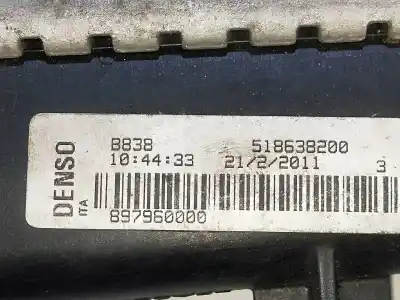 DENSO
ITA
B838 518638200
10:44:33 21/2/2011 3
897960000